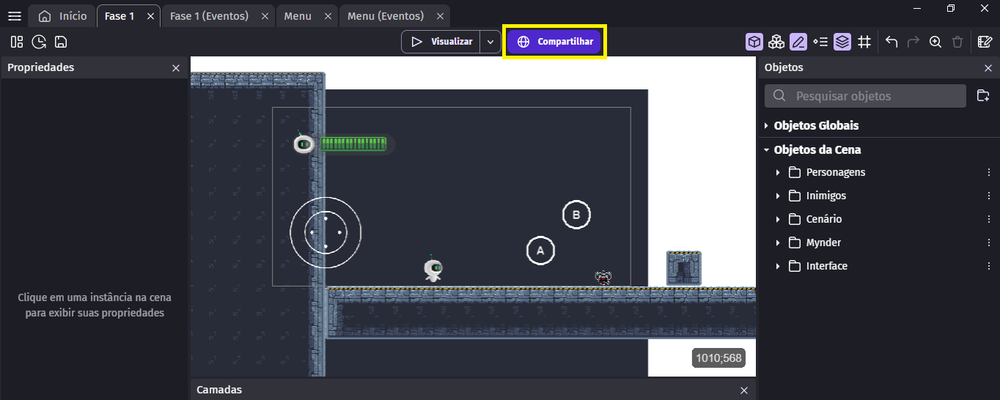 Início
Fase 1
Fase 1 (Eventos)
Menu
Menu (Eventos)
Visualizar
Compartilhar
Propriedades
Clique em uma instância na cena
para exibir suas propriedades
B
A
1010;568
Camadas
Objetos
Pesquisar objetos
Objetos Globais
Objetos da Cena
Personagens
Inimigos
Cenário
Mynder
Interface